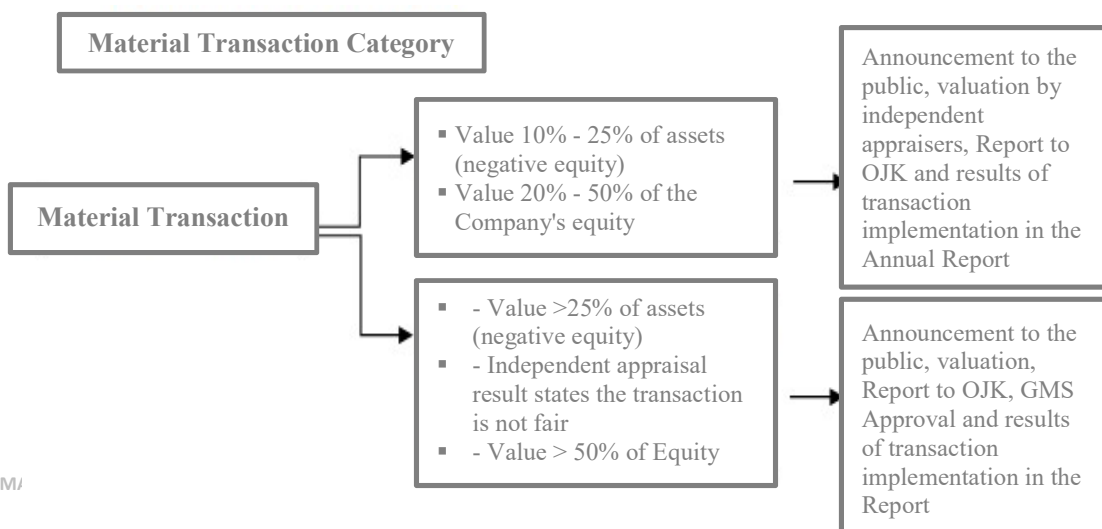 Material Transaction Category
Material Transaction
▪ Value 10% - 25% of assets
(negative equity)
▪ Value 20% - 50% of the
Company's equity
Announcement to the
public, valuation by
independent
appraisers, Report to
OJK and results of
transaction
implementation in the
Annual Report
▪ - Value >25% of assets
(negative equity)
▪ - Independent appraisal
result states the transaction
is not fair
▪ - Value > 50% of Equity
Announcement to the
public, valuation,
Report to OJK, GMS
Approval and results
of transaction
implementation in the
Report